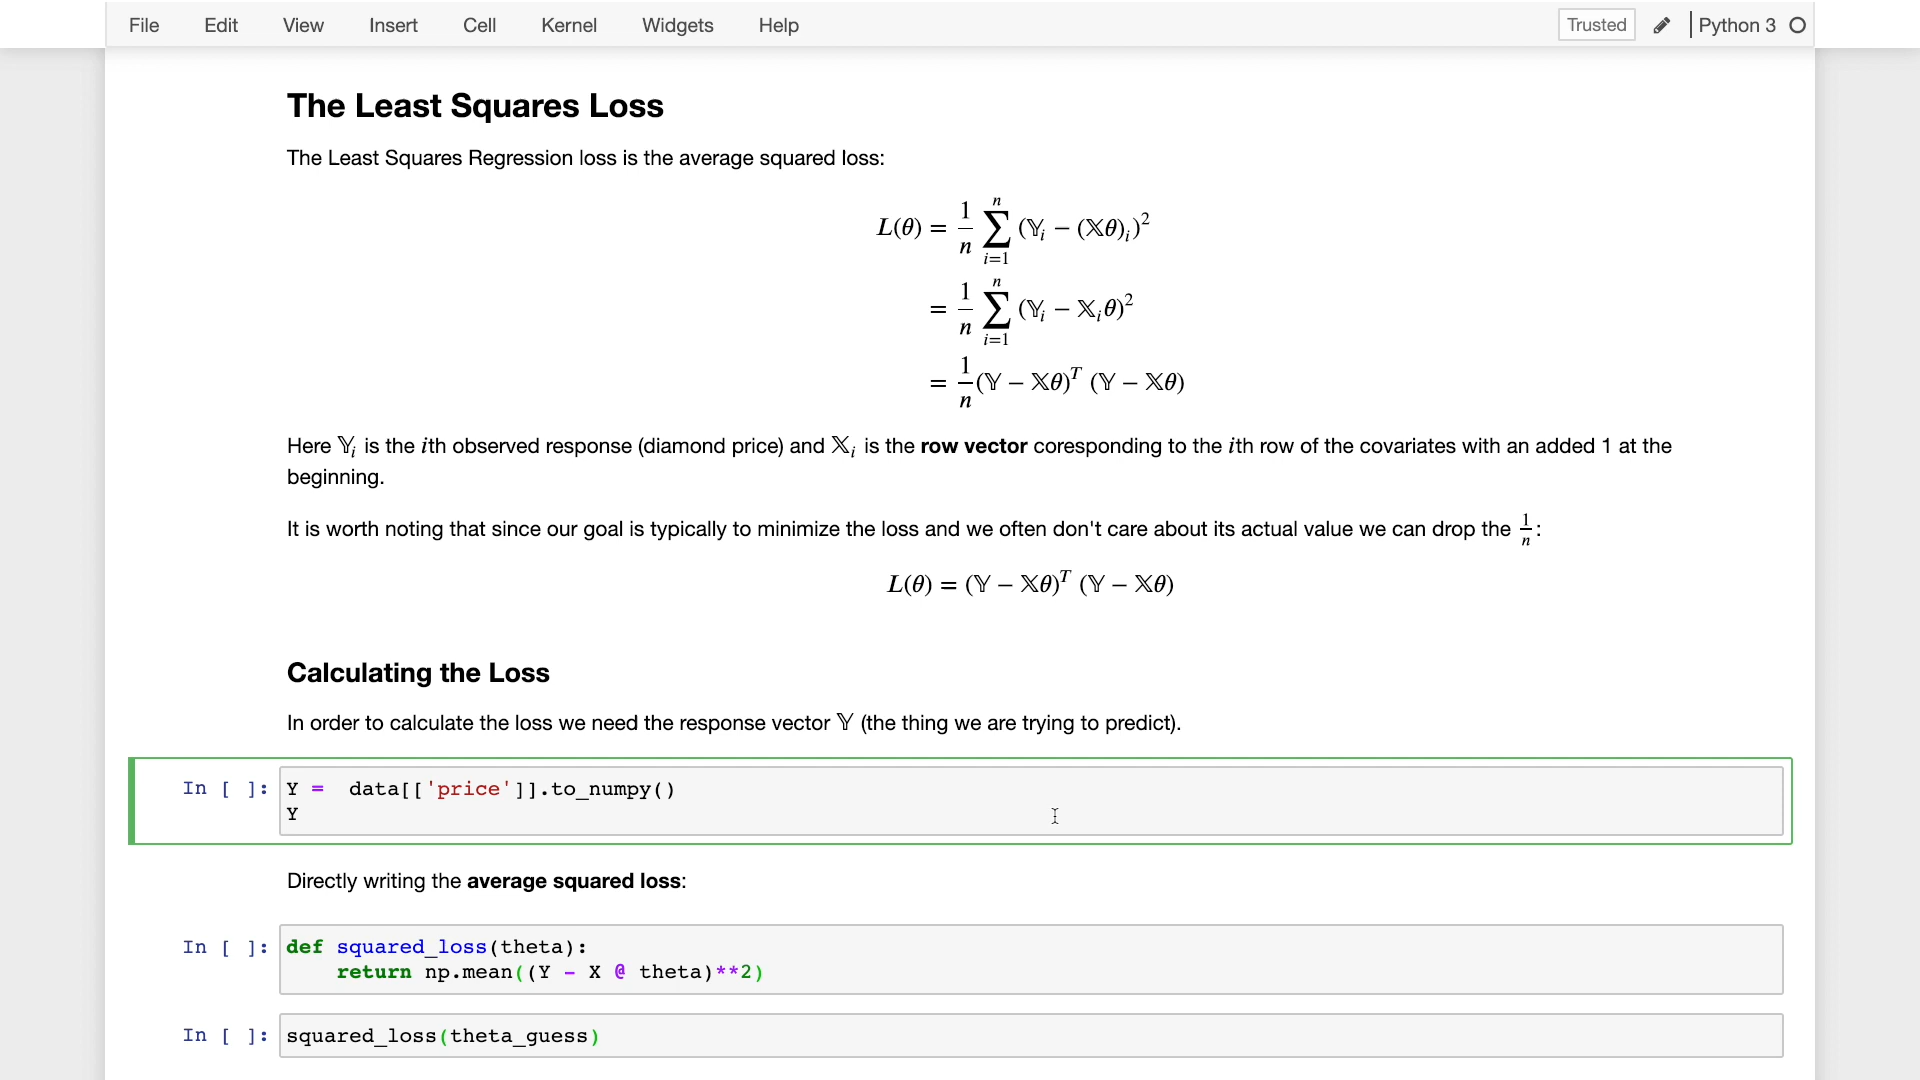 File Edit View Insert Cell Kernel Widgets Help Trusted Python 3
The Least Squares Loss
The Least Squares Regression loss is the average squared loss:
L(θ) = \frac{1}{n} \sum_{i=1}^{n} (𝕐_i − (𝕏θ)_i)^2
= \frac{1}{n} \sum_{i=1}^{n} (𝕐_i − 𝕏_iθ)^2
= \frac{1}{n} (𝕐 − 𝕏θ)^T (𝕐 − 𝕏θ)
Here 𝕐_i is the ith observed response (diamond price) and 𝕏_i is the row vector coresponding to the ith row of the covariates with an added 1 at the
beginning.
It is worth noting that since our goal is typically to minimize the loss and we often don't care about its actual value we can drop the \frac{1}{n}:
L(θ) = (𝕐 − 𝕏θ)^T (𝕐 − 𝕏θ)
Calculating the Loss
In order to calculate the loss we need the response vector 𝕐 (the thing we are trying to predict).
In [ ]: Y =  data[['price']].to_numpy()
Y
Directly writing the average squared loss:
In [ ]: def squared_loss(theta):
    return np.mean((Y - X @ theta)**2)
In [ ]: squared_loss(theta_guess)